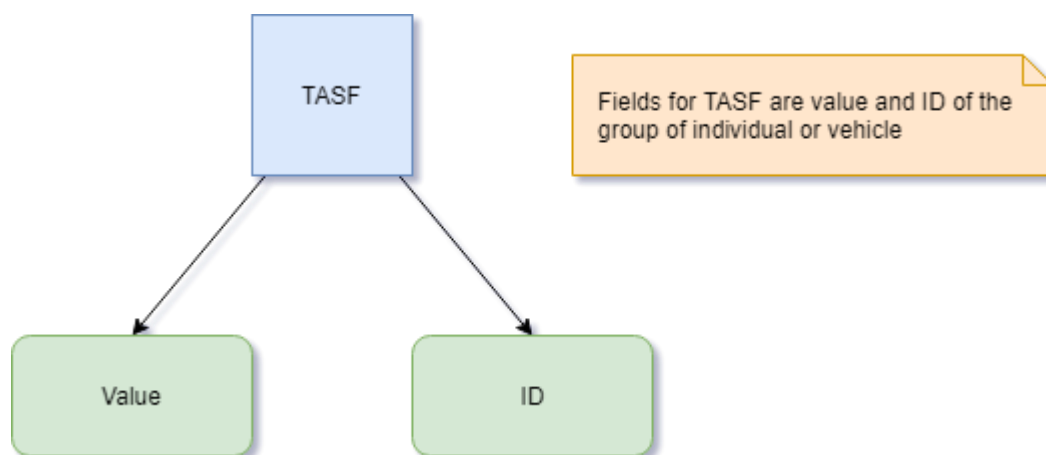 TASF
Fields for TASF are value and ID of the
group of individual or vehicle
Value
ID